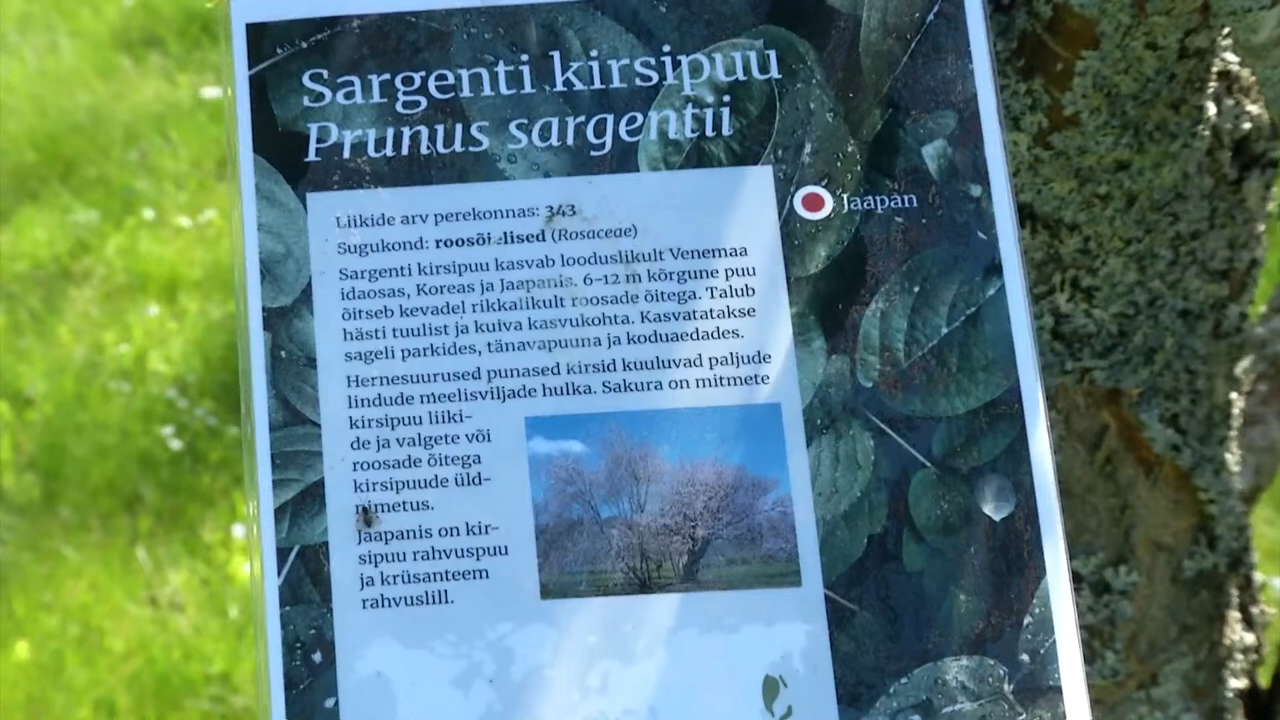 Sargenti kirsipuu
Prunus sargentii
Jaapan
Liikide arv perekonnas: 343
Sugukond: roosõielised (Rosaceae)
Sargenti kirsipuu kasvab looduslikult Venemaa
idaosas, Koreas ja Jaapanis. 6–12 m kõrgune puu
õitseb kevadel rikkalikult roosade õitega. Talub
hästi tuulist ja kuiva kasvukohta. Kasvatatakse
sageli parkides, tänavapuuna ja koduaedades.
Hernesuurused punased kirsid kuuluvad paljude
lindude meelisviljade hulka. Sakura on mitmete
kirsipuu liiki-
de ja valgete või
roosade õitega
kirsipuude üld-
nimetus.
Jaapanis on kir-
sipuu rahvuspuu
ja krüsanteem
rahvuslill.